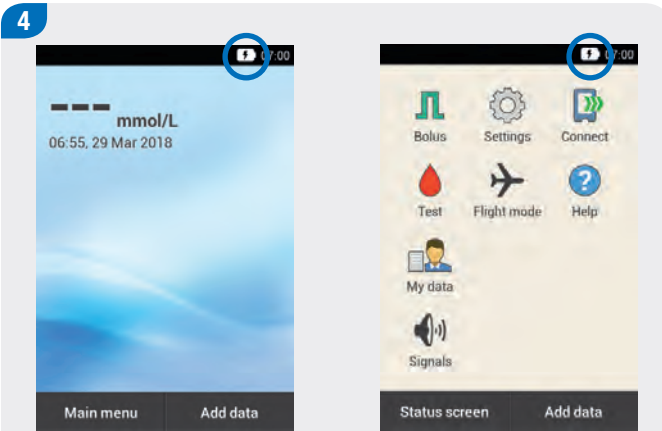 4
07:00
--- mmol/L
06:55, 29 Mar 2018
Main menu Add data
07:00
Bolus Settings Connect
Test Flight mode Help
My data
Signals
Status screen Add data